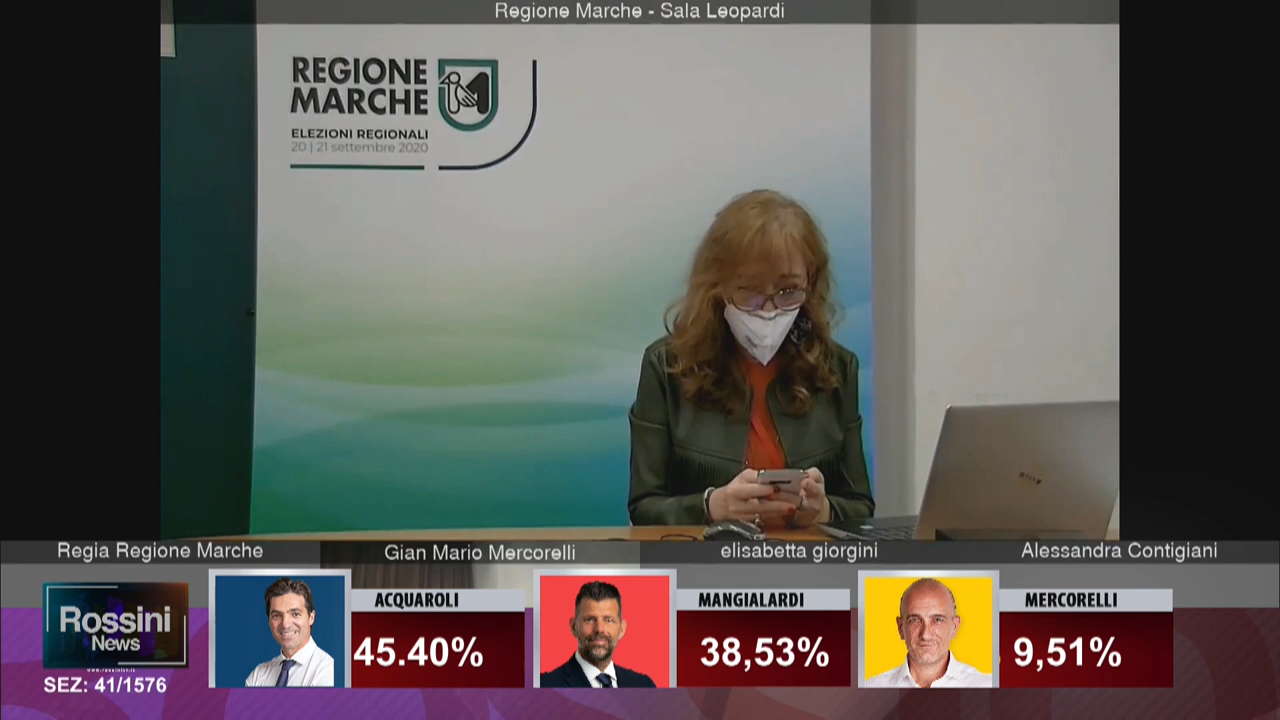 Regione Marche - Sala Leopardi
REGIONE
MARCHE
ELEZIONI REGIONALI
20 | 21 settembre 2020
Regia Regione Marche
Gian Mario Mercorelli
elisabetta giorgini
Alessandra Contigiani
Rossini
News
SEZ: 41/1576
ACQUAROLI
45.40%
MANGIALARDI
38,53%
MERCORELLI
9,51%